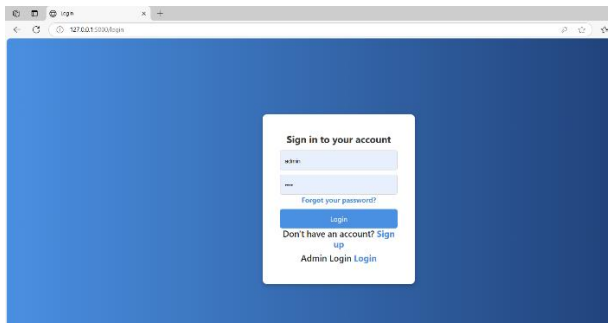 Login
127.0.0.1:5000/login
Sign in to your account
admin
••••
Forgot your password?
Login
Don't have an account? Sign
up
Admin Login Login